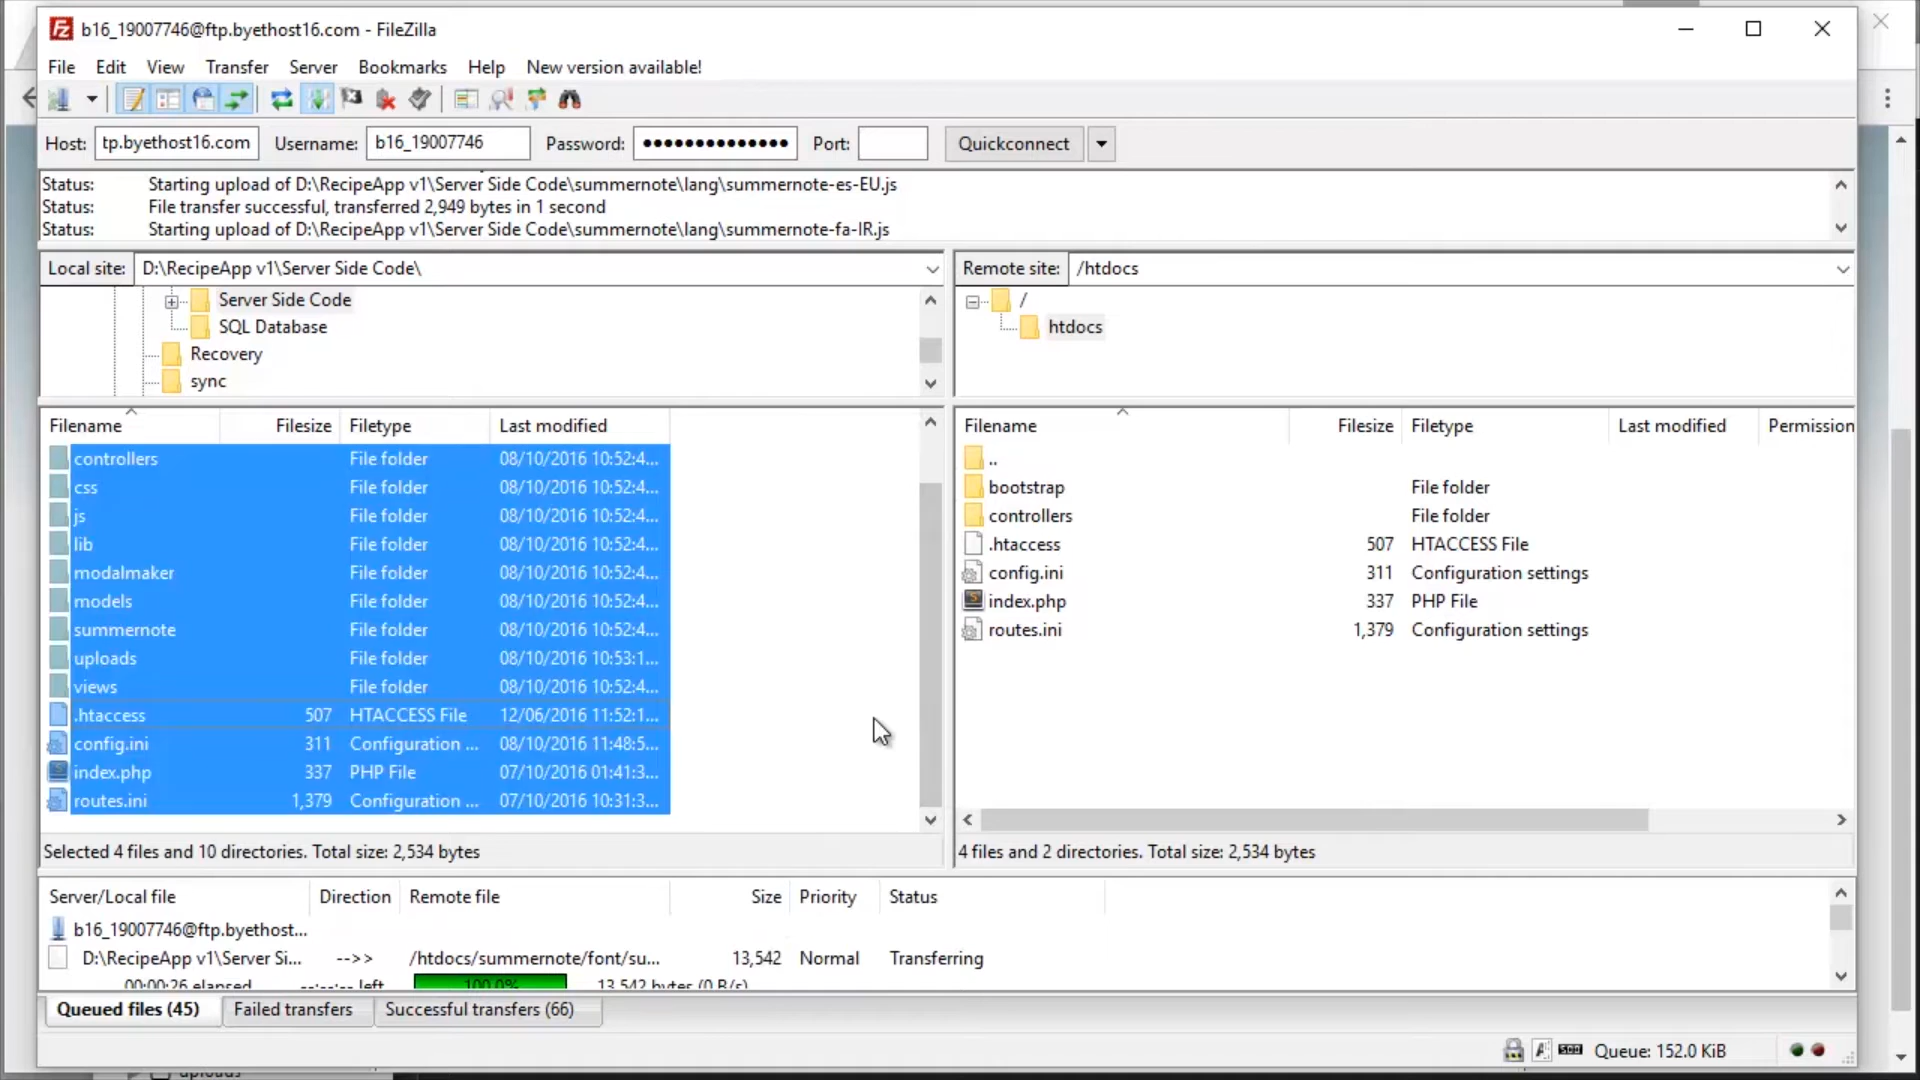 b16_19007746@ftp.byethost16.com - FileZilla
File Edit View Transfer Server Bookmarks Help New version available!
Host: tp.byethost16.com Username: b16_19007746 Password: ●●●●●●●●●●●●●● Port: Quickconnect
Status: Starting upload of D:\RecipeApp v1\Server Side Code\summernote\lang\summernote-es-EU.js
Status: File transfer successful, transferred 2,949 bytes in 1 second
Status: Starting upload of D:\RecipeApp v1\Server Side Code\summernote\lang\summernote-fa-IR.js
Local site: D:\RecipeApp v1\Server Side Code\
Server Side Code
SQL Database
Recovery
sync
Filename Filesize Filetype Last modified
controllers File folder 08/10/2016 10:52:4...
css File folder 08/10/2016 10:52:4...
js File folder 08/10/2016 10:52:4...
lib File folder 08/10/2016 10:52:4...
modalmaker File folder 08/10/2016 10:52:4...
models File folder 08/10/2016 10:52:4...
summernote File folder 08/10/2016 10:52:4...
uploads File folder 08/10/2016 10:53:1...
views File folder 08/10/2016 10:52:4...
.htaccess 507 HTACCESS File 12/06/2016 11:52:1...
config.ini 311 Configuration ... 08/10/2016 11:48:5...
index.php 337 PHP File 07/10/2016 01:41:3...
routes.ini 1,379 Configuration ... 07/10/2016 10:31:3...
Selected 4 files and 10 directories. Total size: 2,534 bytes
Remote site: /htdocs
/
htdocs
Filename Filesize Filetype Last modified Permission
..
bootstrap File folder
controllers File folder
.htaccess 507 HTACCESS File
config.ini 311 Configuration settings
index.php 337 PHP File
routes.ini 1,379 Configuration settings
4 files and 2 directories. Total size: 2,534 bytes
Server/Local file Direction Remote file Size Priority Status
b16_19007746@ftp.byethost...
D:\RecipeApp v1\Server Si... -->> /htdocs/summernote/font/su... 13,542 Normal Transferring
00:00:26 elapsed --:--:-- left 100.0% 13,542 bytes (0 B/s)
Queued files (45) Failed transfers Successful transfers (66)
Queue: 152.0 KiB
uploads